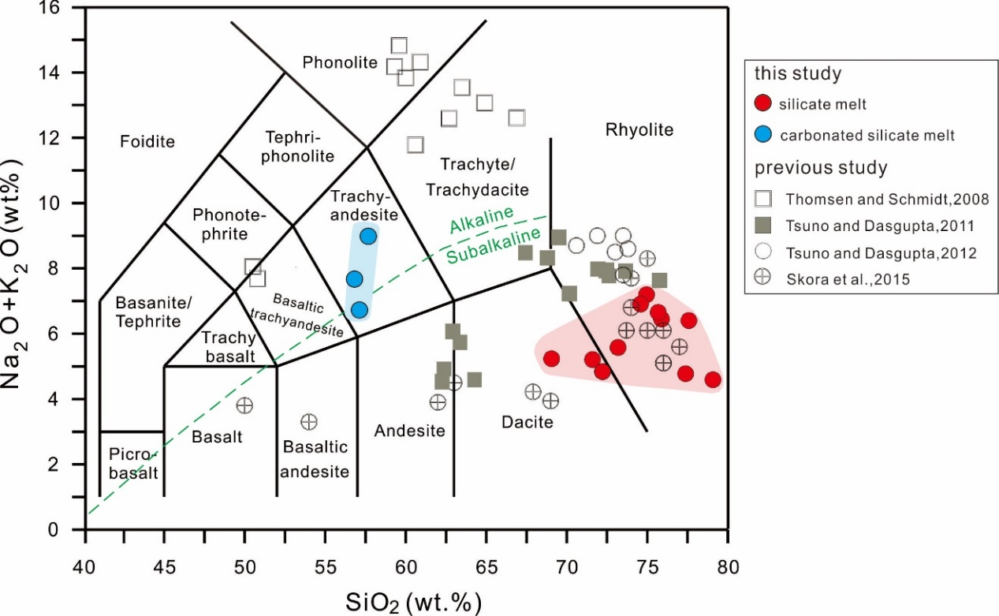 16
14
12
10
8
6
4
2
0
Na2O+K2O(wt.%)
Phonolite
Foidite
Tephri-
phonolite
Rhyolite
Trachyte/
Trachydacite
Trachy-
andesite
Phonote-
phrite
Alkaline
Subalkaline
Basanite/
Tephrite
Basaltic
trachyandesite
Trachy
basalt
Basalt
Picro-
basalt
Basaltic
andesite
Andesite
Dacite
40 45 50 55 60 65 70 75 80
SiO2 (wt.%)
this study
silicate melt
carbonated silicate melt
previous study
Thomsen and Schmidt,2008
Tsuno and Dasgupta,2011
Tsuno and Dasgupta,2012
Skora et al.,2015